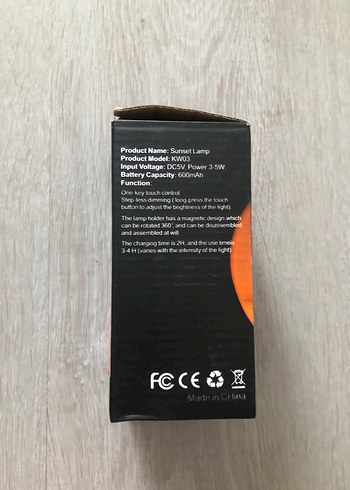 Product Name: Sunset Lamp
Product Model: KW03
Input Voltage: DC5V, Power:3-5W
Battery Capacity: 600mAh
Function:
One-key touch control
Step-less dimming ( long press the touch
button to adjust the brightness of the light).
The lamp holder has a magnetic design which
can be rotated 360°, and can be disassembled
and assembled at will.
The charging time is 2H, and the use time is
3-4 H (varies with the intensity of the light)
FC CE
Made in CHina